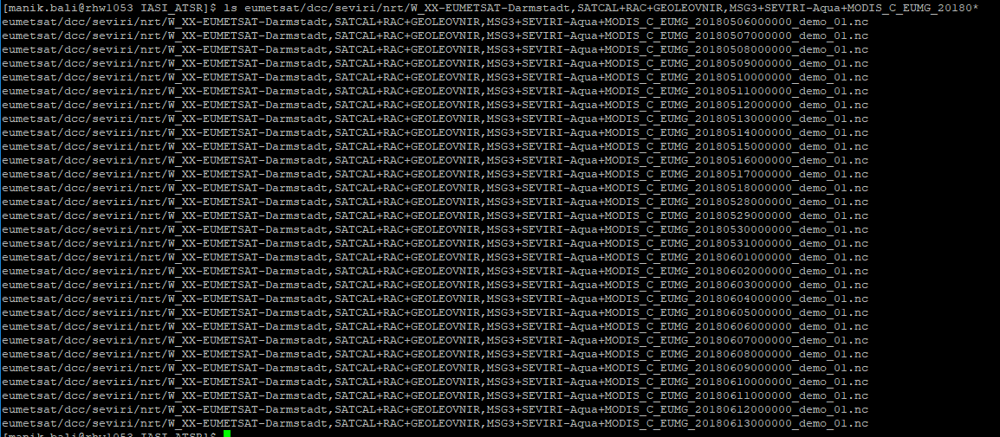 [manik.bali@rhw1053 IASI_ATSR]$ ls eumetsat/dcc/seviri/nrt/W_XX-EUMETSAT-Darmstadt,SATCAL+RAC+GEOLEOVNIR,MSG3+SEVIRI-Aqua+MODIS_C_EUMG_20180*
eumetsat/dcc/seviri/nrt/W_XX-EUMETSAT-Darmstadt,SATCAL+RAC+GEOLEOVNIR,MSG3+SEVIRI-Aqua+MODIS_C_EUMG_20180506000000_demo_01.nc
eumetsat/dcc/seviri/nrt/W_XX-EUMETSAT-Darmstadt,SATCAL+RAC+GEOLEOVNIR,MSG3+SEVIRI-Aqua+MODIS_C_EUMG_20180507000000_demo_01.nc
eumetsat/dcc/seviri/nrt/W_XX-EUMETSAT-Darmstadt,SATCAL+RAC+GEOLEOVNIR,MSG3+SEVIRI-Aqua+MODIS_C_EUMG_20180508000000_demo_01.nc
eumetsat/dcc/seviri/nrt/W_XX-EUMETSAT-Darmstadt,SATCAL+RAC+GEOLEOVNIR,MSG3+SEVIRI-Aqua+MODIS_C_EUMG_20180509000000_demo_01.nc
eumetsat/dcc/seviri/nrt/W_XX-EUMETSAT-Darmstadt,SATCAL+RAC+GEOLEOVNIR,MSG3+SEVIRI-Aqua+MODIS_C_EUMG_20180510000000_demo_01.nc
eumetsat/dcc/seviri/nrt/W_XX-EUMETSAT-Darmstadt,SATCAL+RAC+GEOLEOVNIR,MSG3+SEVIRI-Aqua+MODIS_C_EUMG_20180511000000_demo_01.nc
eumetsat/dcc/seviri/nrt/W_XX-EUMETSAT-Darmstadt,SATCAL+RAC+GEOLEOVNIR,MSG3+SEVIRI-Aqua+MODIS_C_EUMG_20180512000000_demo_01.nc
eumetsat/dcc/seviri/nrt/W_XX-EUMETSAT-Darmstadt,SATCAL+RAC+GEOLEOVNIR,MSG3+SEVIRI-Aqua+MODIS_C_EUMG_20180513000000_demo_01.nc
eumetsat/dcc/seviri/nrt/W_XX-EUMETSAT-Darmstadt,SATCAL+RAC+GEOLEOVNIR,MSG3+SEVIRI-Aqua+MODIS_C_EUMG_20180514000000_demo_01.nc
eumetsat/dcc/seviri/nrt/W_XX-EUMETSAT-Darmstadt,SATCAL+RAC+GEOLEOVNIR,MSG3+SEVIRI-Aqua+MODIS_C_EUMG_20180515000000_demo_01.nc
eumetsat/dcc/seviri/nrt/W_XX-EUMETSAT-Darmstadt,SATCAL+RAC+GEOLEOVNIR,MSG3+SEVIRI-Aqua+MODIS_C_EUMG_20180516000000_demo_01.nc
eumetsat/dcc/seviri/nrt/W_XX-EUMETSAT-Darmstadt,SATCAL+RAC+GEOLEOVNIR,MSG3+SEVIRI-Aqua+MODIS_C_EUMG_20180517000000_demo_01.nc
eumetsat/dcc/seviri/nrt/W_XX-EUMETSAT-Darmstadt,SATCAL+RAC+GEOLEOVNIR,MSG3+SEVIRI-Aqua+MODIS_C_EUMG_20180518000000_demo_01.nc
eumetsat/dcc/seviri/nrt/W_XX-EUMETSAT-Darmstadt,SATCAL+RAC+GEOLEOVNIR,MSG3+SEVIRI-Aqua+MODIS_C_EUMG_20180528000000_demo_01.nc
eumetsat/dcc/seviri/nrt/W_XX-EUMETSAT-Darmstadt,SATCAL+RAC+GEOLEOVNIR,MSG3+SEVIRI-Aqua+MODIS_C_EUMG_20180529000000_demo_01.nc
eumetsat/dcc/seviri/nrt/W_XX-EUMETSAT-Darmstadt,SATCAL+RAC+GEOLEOVNIR,MSG3+SEVIRI-Aqua+MODIS_C_EUMG_20180530000000_demo_01.nc
eumetsat/dcc/seviri/nrt/W_XX-EUMETSAT-Darmstadt,SATCAL+RAC+GEOLEOVNIR,MSG3+SEVIRI-Aqua+MODIS_C_EUMG_20180531000000_demo_01.nc
eumetsat/dcc/seviri/nrt/W_XX-EUMETSAT-Darmstadt,SATCAL+RAC+GEOLEOVNIR,MSG3+SEVIRI-Aqua+MODIS_C_EUMG_20180601000000_demo_01.nc
eumetsat/dcc/seviri/nrt/W_XX-EUMETSAT-Darmstadt,SATCAL+RAC+GEOLEOVNIR,MSG3+SEVIRI-Aqua+MODIS_C_EUMG_20180602000000_demo_01.nc
eumetsat/dcc/seviri/nrt/W_XX-EUMETSAT-Darmstadt,SATCAL+RAC+GEOLEOVNIR,MSG3+SEVIRI-Aqua+MODIS_C_EUMG_20180603000000_demo_01.nc
eumetsat/dcc/seviri/nrt/W_XX-EUMETSAT-Darmstadt,SATCAL+RAC+GEOLEOVNIR,MSG3+SEVIRI-Aqua+MODIS_C_EUMG_20180604000000_demo_01.nc
eumetsat/dcc/seviri/nrt/W_XX-EUMETSAT-Darmstadt,SATCAL+RAC+GEOLEOVNIR,MSG3+SEVIRI-Aqua+MODIS_C_EUMG_20180605000000_demo_01.nc
eumetsat/dcc/seviri/nrt/W_XX-EUMETSAT-Darmstadt,SATCAL+RAC+GEOLEOVNIR,MSG3+SEVIRI-Aqua+MODIS_C_EUMG_20180606000000_demo_01.nc
eumetsat/dcc/seviri/nrt/W_XX-EUMETSAT-Darmstadt,SATCAL+RAC+GEOLEOVNIR,MSG3+SEVIRI-Aqua+MODIS_C_EUMG_20180607000000_demo_01.nc
eumetsat/dcc/seviri/nrt/W_XX-EUMETSAT-Darmstadt,SATCAL+RAC+GEOLEOVNIR,MSG3+SEVIRI-Aqua+MODIS_C_EUMG_20180608000000_demo_01.nc
eumetsat/dcc/seviri/nrt/W_XX-EUMETSAT-Darmstadt,SATCAL+RAC+GEOLEOVNIR,MSG3+SEVIRI-Aqua+MODIS_C_EUMG_20180609000000_demo_01.nc
eumetsat/dcc/seviri/nrt/W_XX-EUMETSAT-Darmstadt,SATCAL+RAC+GEOLEOVNIR,MSG3+SEVIRI-Aqua+MODIS_C_EUMG_20180610000000_demo_01.nc
eumetsat/dcc/seviri/nrt/W_XX-EUMETSAT-Darmstadt,SATCAL+RAC+GEOLEOVNIR,MSG3+SEVIRI-Aqua+MODIS_C_EUMG_20180611000000_demo_01.nc
eumetsat/dcc/seviri/nrt/W_XX-EUMETSAT-Darmstadt,SATCAL+RAC+GEOLEOVNIR,MSG3+SEVIRI-Aqua+MODIS_C_EUMG_20180612000000_demo_01.nc
eumetsat/dcc/seviri/nrt/W_XX-EUMETSAT-Darmstadt,SATCAL+RAC+GEOLEOVNIR,MSG3+SEVIRI-Aqua+MODIS_C_EUMG_20180613000000_demo_01.nc
[manik.bali@rhw1053 IASI_ATSR]$